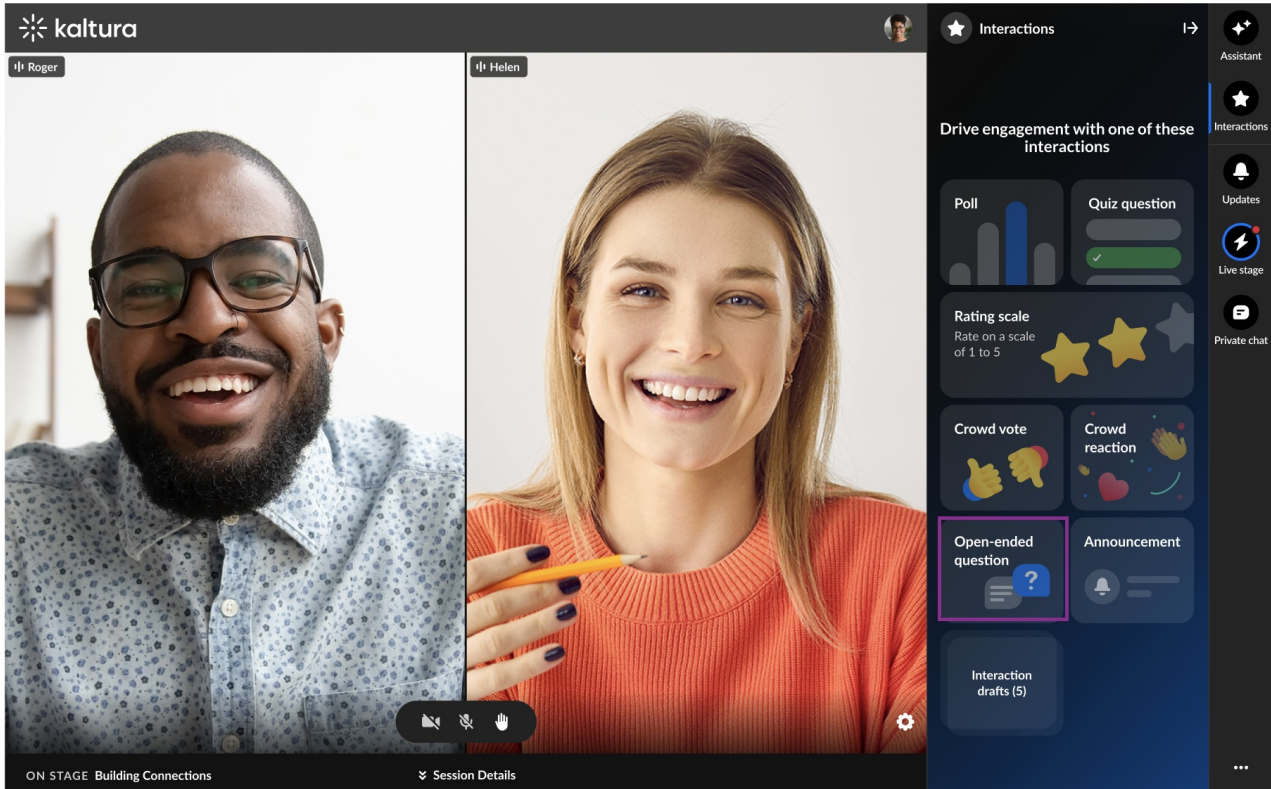 kaltura
Roger
Helen
ON STAGE Building Connections
Session Details
Interactions
Drive engagement with one of these
interactions
Poll
Quiz question
Rating scale
Rate on a scale
of 1 to 5
Crowd vote
Crowd
reaction
Open-ended
question
?
Announcement
Interaction
drafts (5)
Assistant
Interactions
Updates
Live stage
Private chat